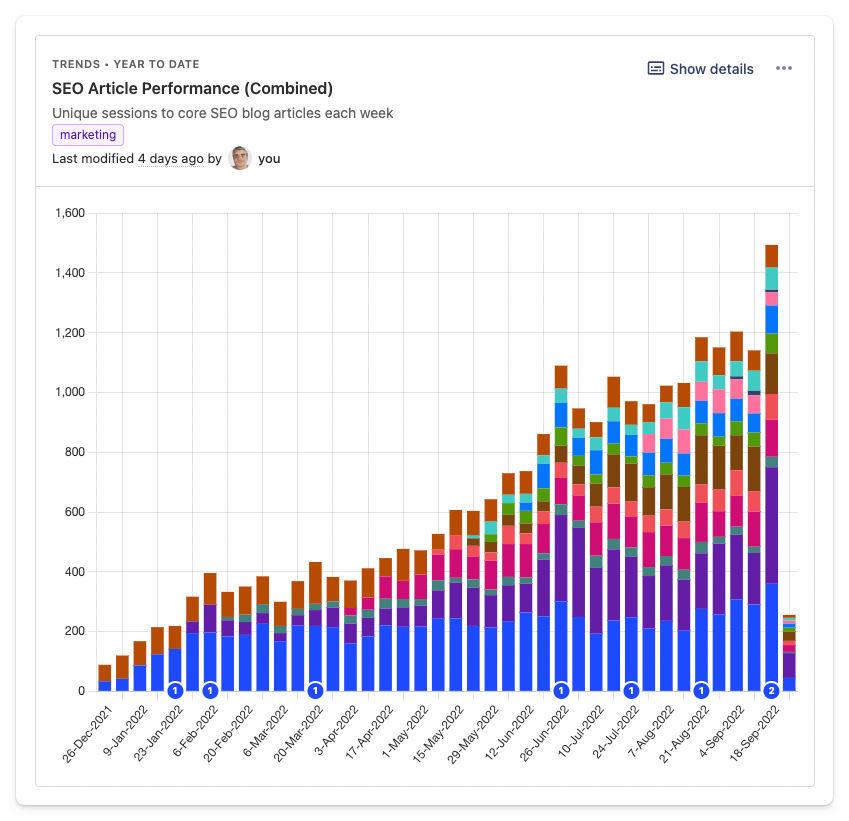 TRENDS • YEAR TO DATE
Show details
SEO Article Performance (Combined)
Unique sessions to core SEO blog articles each week
marketing
Last modified 4 days ago by you
1,600
1,400
1,200
1,000
800
600
400
200
0
1 1 1 1 1 1 2
26-Dec-2021 9-Jan-2022 23-Jan-2022 6-Feb-2022 20-Feb-2022 6-Mar-2022 20-Mar-2022 3-Apr-2022 17-Apr-2022 1-May-2022 15-May-2022 29-May-2022 12-Jun-2022 26-Jun-2022 10-Jul-2022 24-Jul-2022 7-Aug-2022 21-Aug-2022 4-Sep-2022 18-Sep-2022